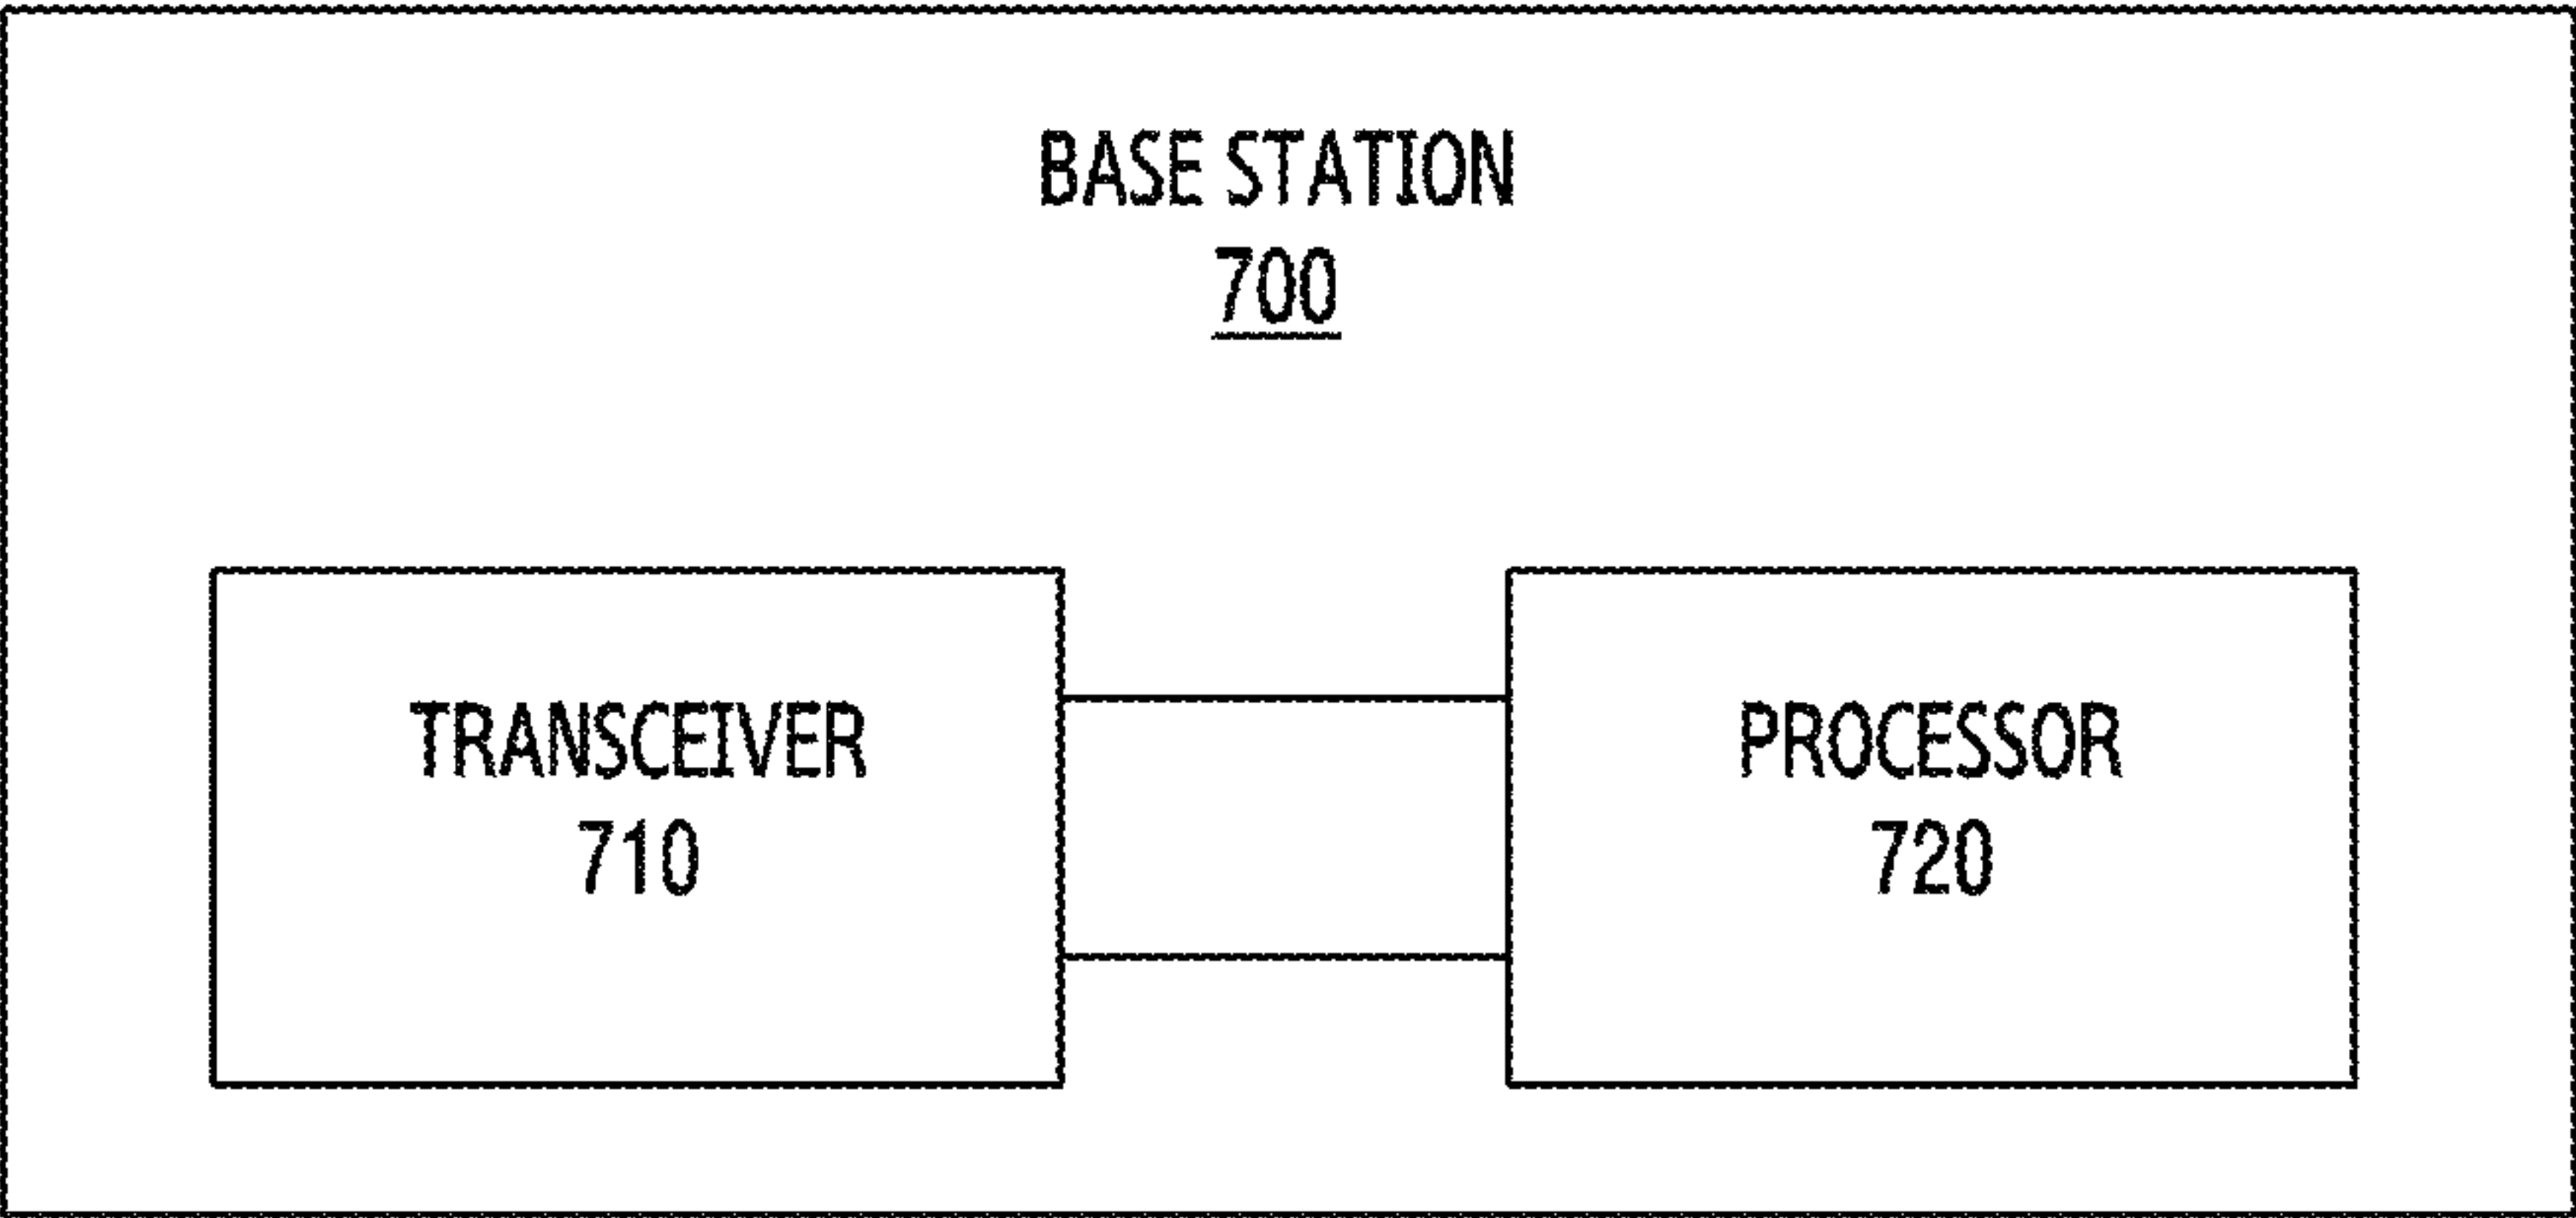 BASE STATION
700
TRANSCEIVER
710
PROCESSOR
720